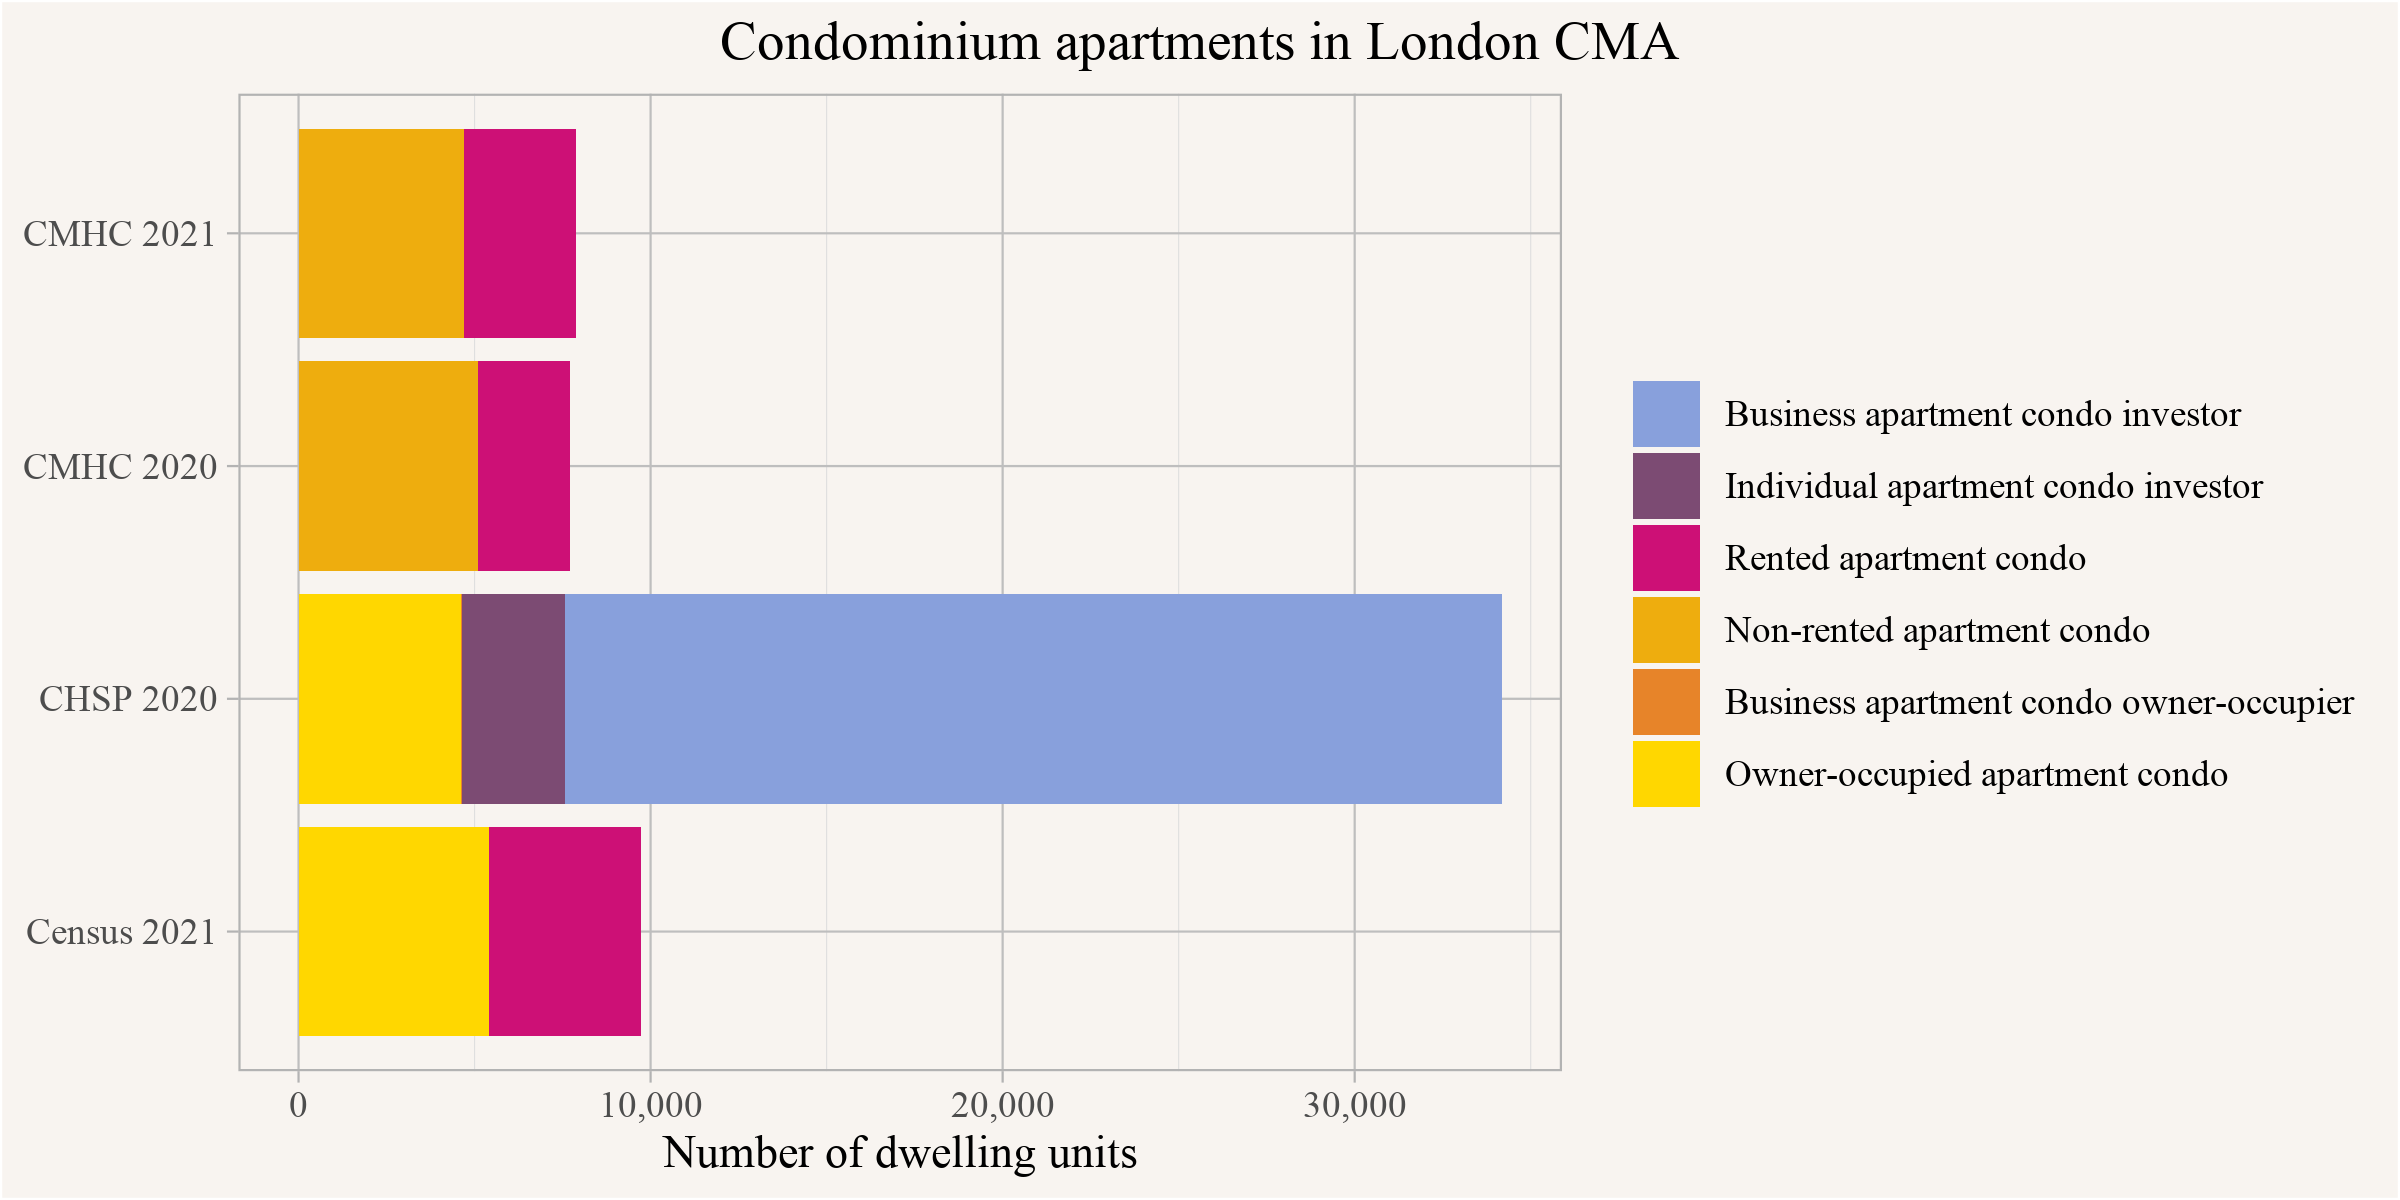 Condominium apartments in London CMA
CMHC 2021
CMHC 2020
CHSP 2020
Census 2021
0
10,000
20,000
30,000
Number of dwelling units
Business apartment condo investor
Individual apartment condo investor
Rented apartment condo
Non-rented apartment condo
Business apartment condo owner-occupier
Owner-occupied apartment condo